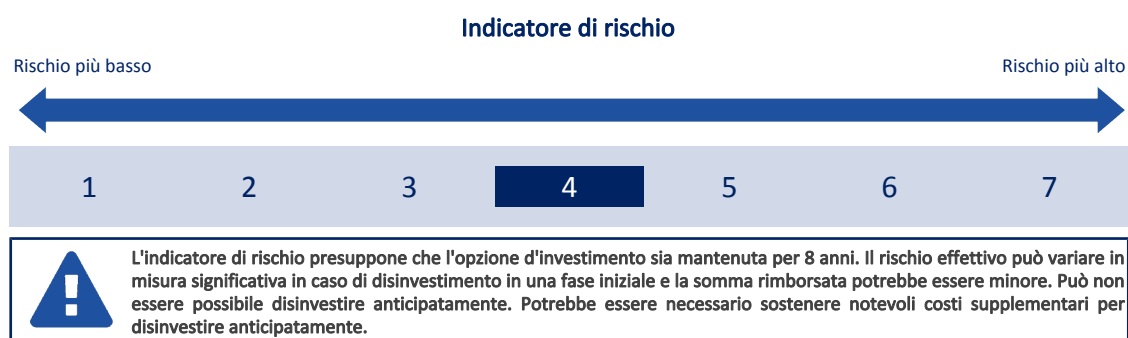 Indicatore di rischio
Rischio più basso
Rischio più alto
1 2 3 4 5 6 7
L'indicatore di rischio presuppone che l'opzione d'investimento sia mantenuta per 8 anni. Il rischio effettivo può variare in
misura significativa in caso di disinvestimento in una fase iniziale e la somma rimborsata potrebbe essere minore. Può non
essere possibile disinvestire anticipatamente. Potrebbe essere necessario sostenere notevoli costi supplementari per
disinvestire anticipatamente.